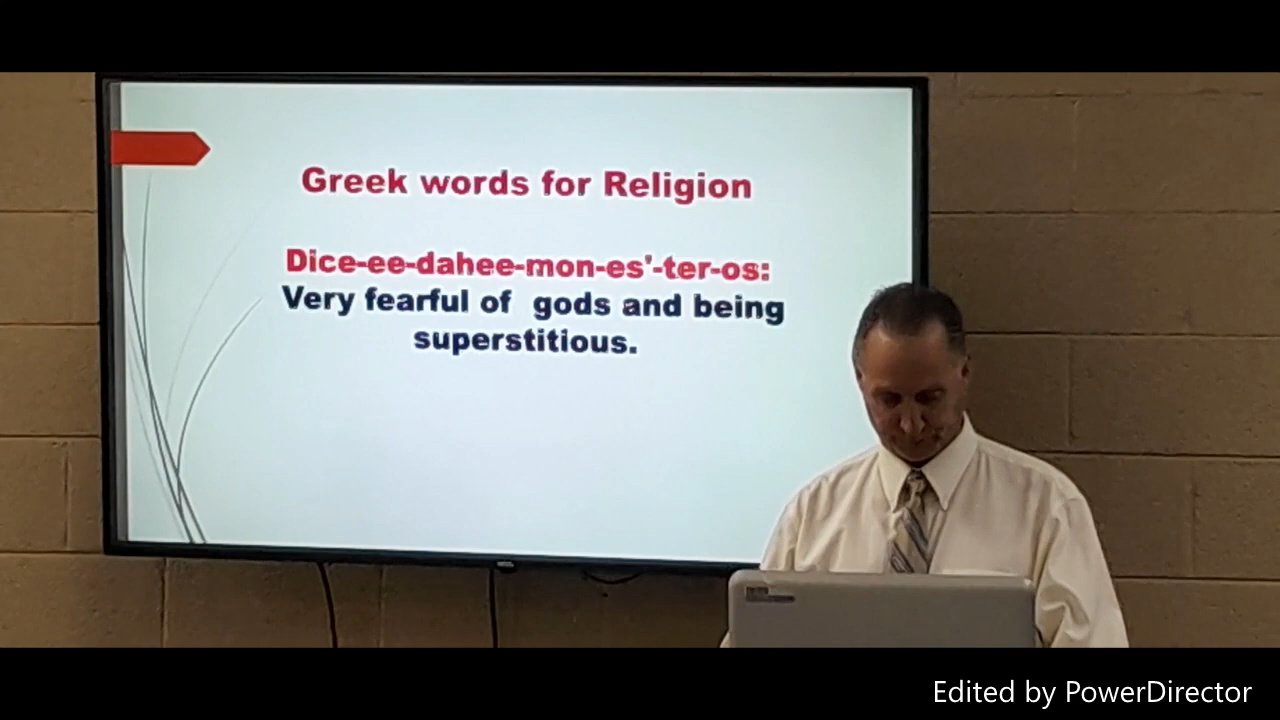 Greek words for Religion
Dice-ee-dahee-mon-es'-ter-os:
Very fearful of gods and being
superstitious.
Edited by PowerDirector